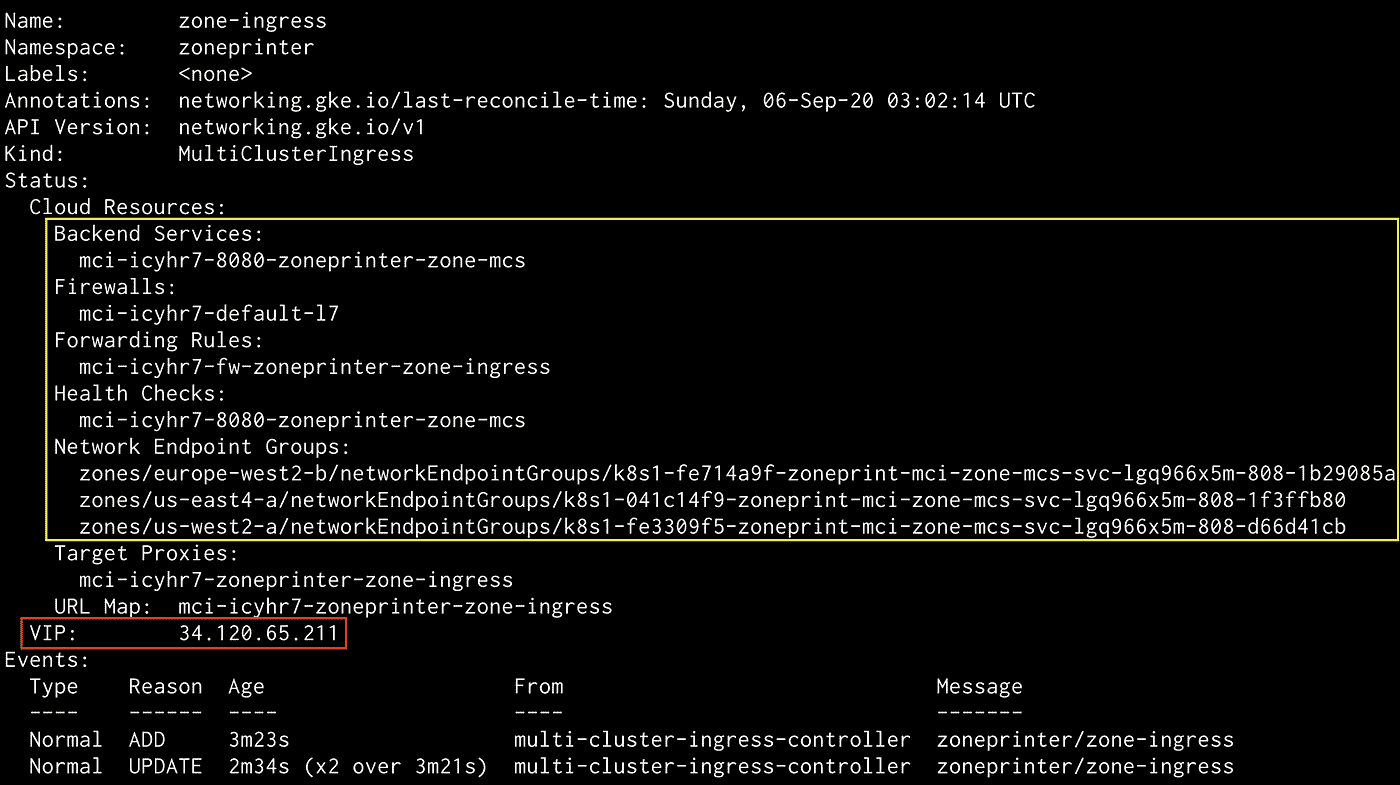 Name:           zone-ingress
Namespace:      zoneprinter
Labels:         <none>
Annotations:    networking.gke.io/last-reconcile-time: Sunday, 06-Sep-20 03:02:14 UTC
API Version:    networking.gke.io/v1
Kind:           MultiClusterIngress
Status:
  Cloud Resources:
    Backend Services:
      mci-icyhr7-8080-zoneprinter-zone-mcs
    Firewalls:
      mci-icyhr7-default-l7
    Forwarding Rules:
      mci-icyhr7-fw-zoneprinter-zone-ingress
    Health Checks:
      mci-icyhr7-8080-zoneprinter-zone-mcs
    Network Endpoint Groups:
      zones/europe-west2-b/networkEndpointGroups/k8s1-fe714a9f-zoneprint-mci-zone-mcs-svc-lgq966x5m-808-1b29085a
      zones/us-east4-a/networkEndpointGroups/k8s1-041c14f9-zoneprint-mci-zone-mcs-svc-lgq966x5m-808-1f3ffb80
      zones/us-west2-a/networkEndpointGroups/k8s1-fe3309f5-zoneprint-mci-zone-mcs-svc-lgq966x5m-808-d66d41cb
    Target Proxies:
      mci-icyhr7-zoneprinter-zone-ingress
    URL Map:  mci-icyhr7-zoneprinter-zone-ingress
  VIP:        34.120.65.211
Events:
  Type    Reason  Age                    From                              Message
  ----    ------  ----                   ----                              -------
  Normal  ADD     3m23s                  multi-cluster-ingress-controller  zoneprinter/zone-ingress
  Normal  UPDATE  2m34s (x2 over 3m21s)  multi-cluster-ingress-controller  zoneprinter/zone-ingress